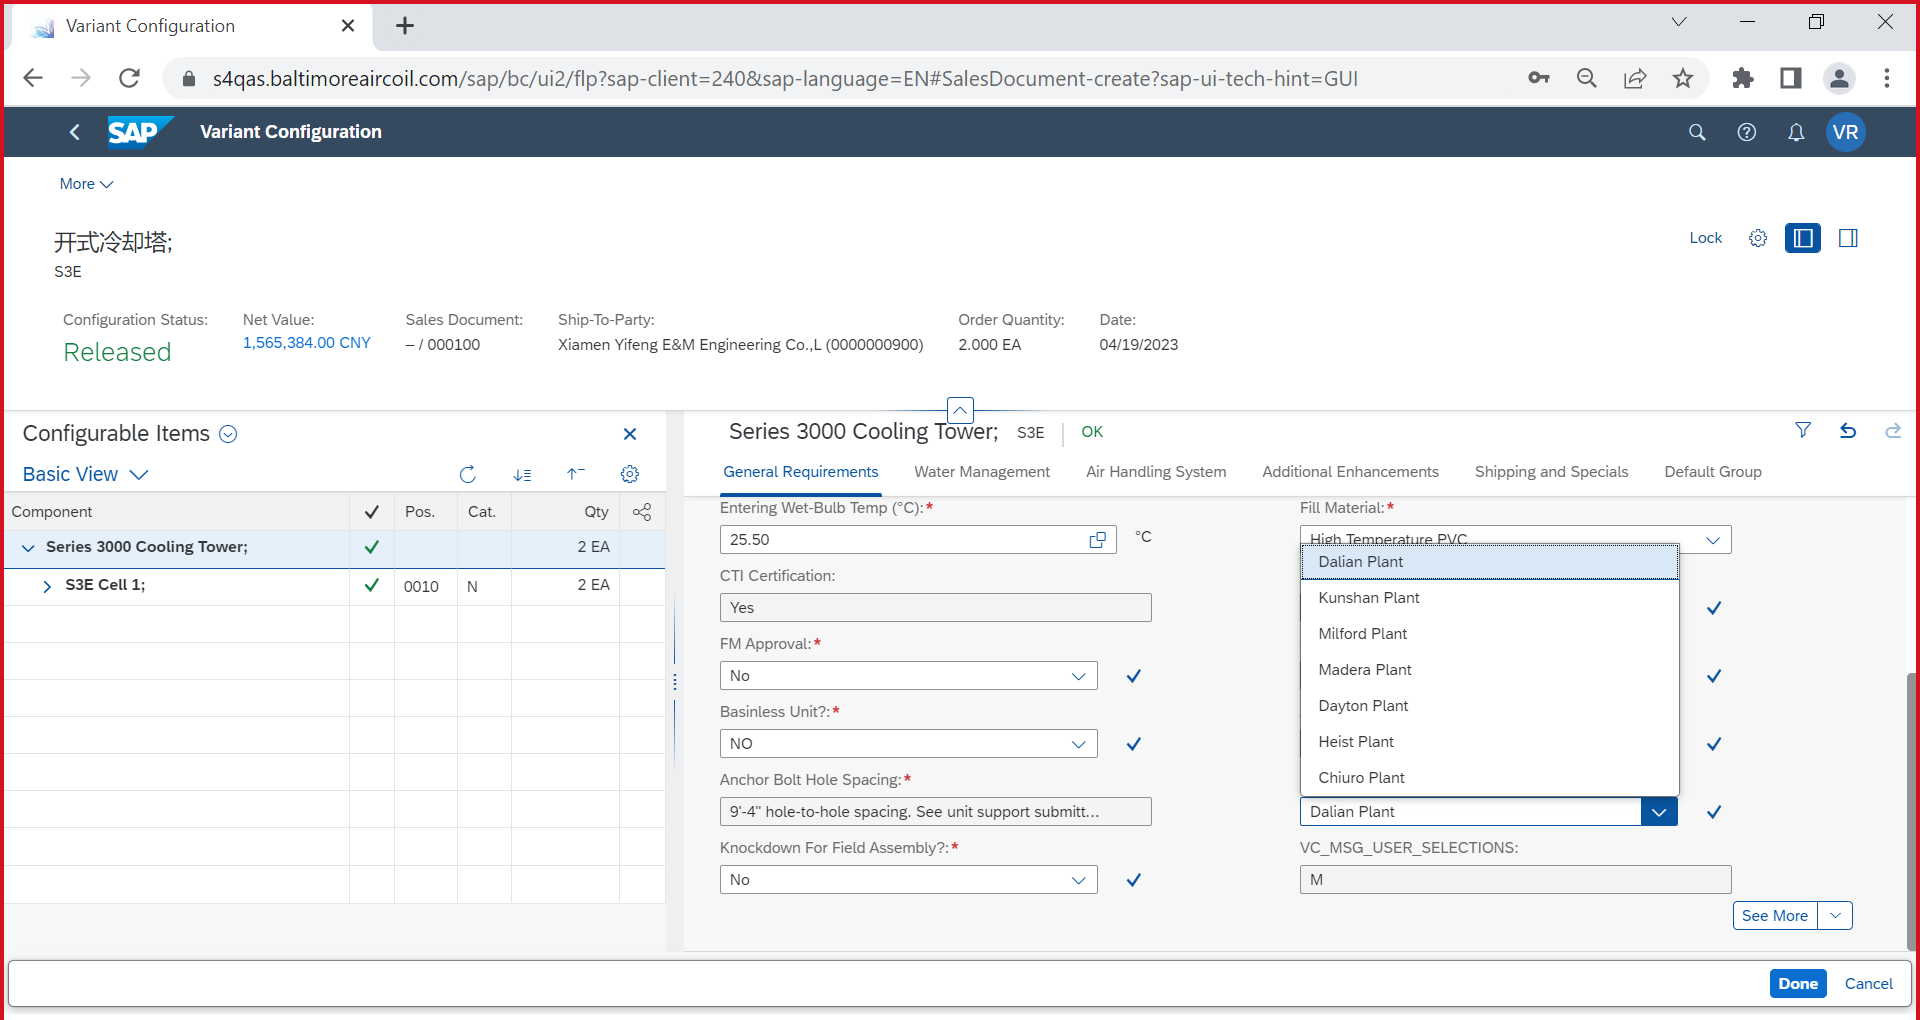 Variant Configuration
s4qas.baltimoreaircoil.com/sap/bc/ui2/flp?sap-client=240&sap-language=EN#SalesDocument-create?sap-ui-tech-hint=GUI
SAP Variant Configuration VR
More
开式冷却塔;
Lock
S3E
Configuration Status: Net Value: Sales Document: Ship-To-Party: Order Quantity: Date:
Released 1,565,384.00 CNY – / 000100 Xiamen Yifeng E&M Engineering Co.,L (0000000900) 2.000 EA 04/19/2023
Configurable Items
Basic View
Component Pos. Cat. Qty
Series 3000 Cooling Tower; 2 EA
S3E Cell 1; 0010 N 2 EA
Series 3000 Cooling Tower; S3E OK
General Requirements Water Management Air Handling System Additional Enhancements Shipping and Specials Default Group
Entering Wet-Bulb Temp (°C):*
25.50 °C
CTI Certification:
Yes
FM Approval:*
No
Basinless Unit?:*
NO
Anchor Bolt Hole Spacing:*
9'-4" hole-to-hole spacing. See unit support submitt...
Knockdown For Field Assembly?:*
No
Fill Material:*
High Temperature PVC
Dalian Plant
Kunshan Plant
Milford Plant
Madera Plant
Dayton Plant
Heist Plant
Chiuro Plant
Dalian Plant
VC_MSG_USER_SELECTIONS:
M
See More
Done Cancel